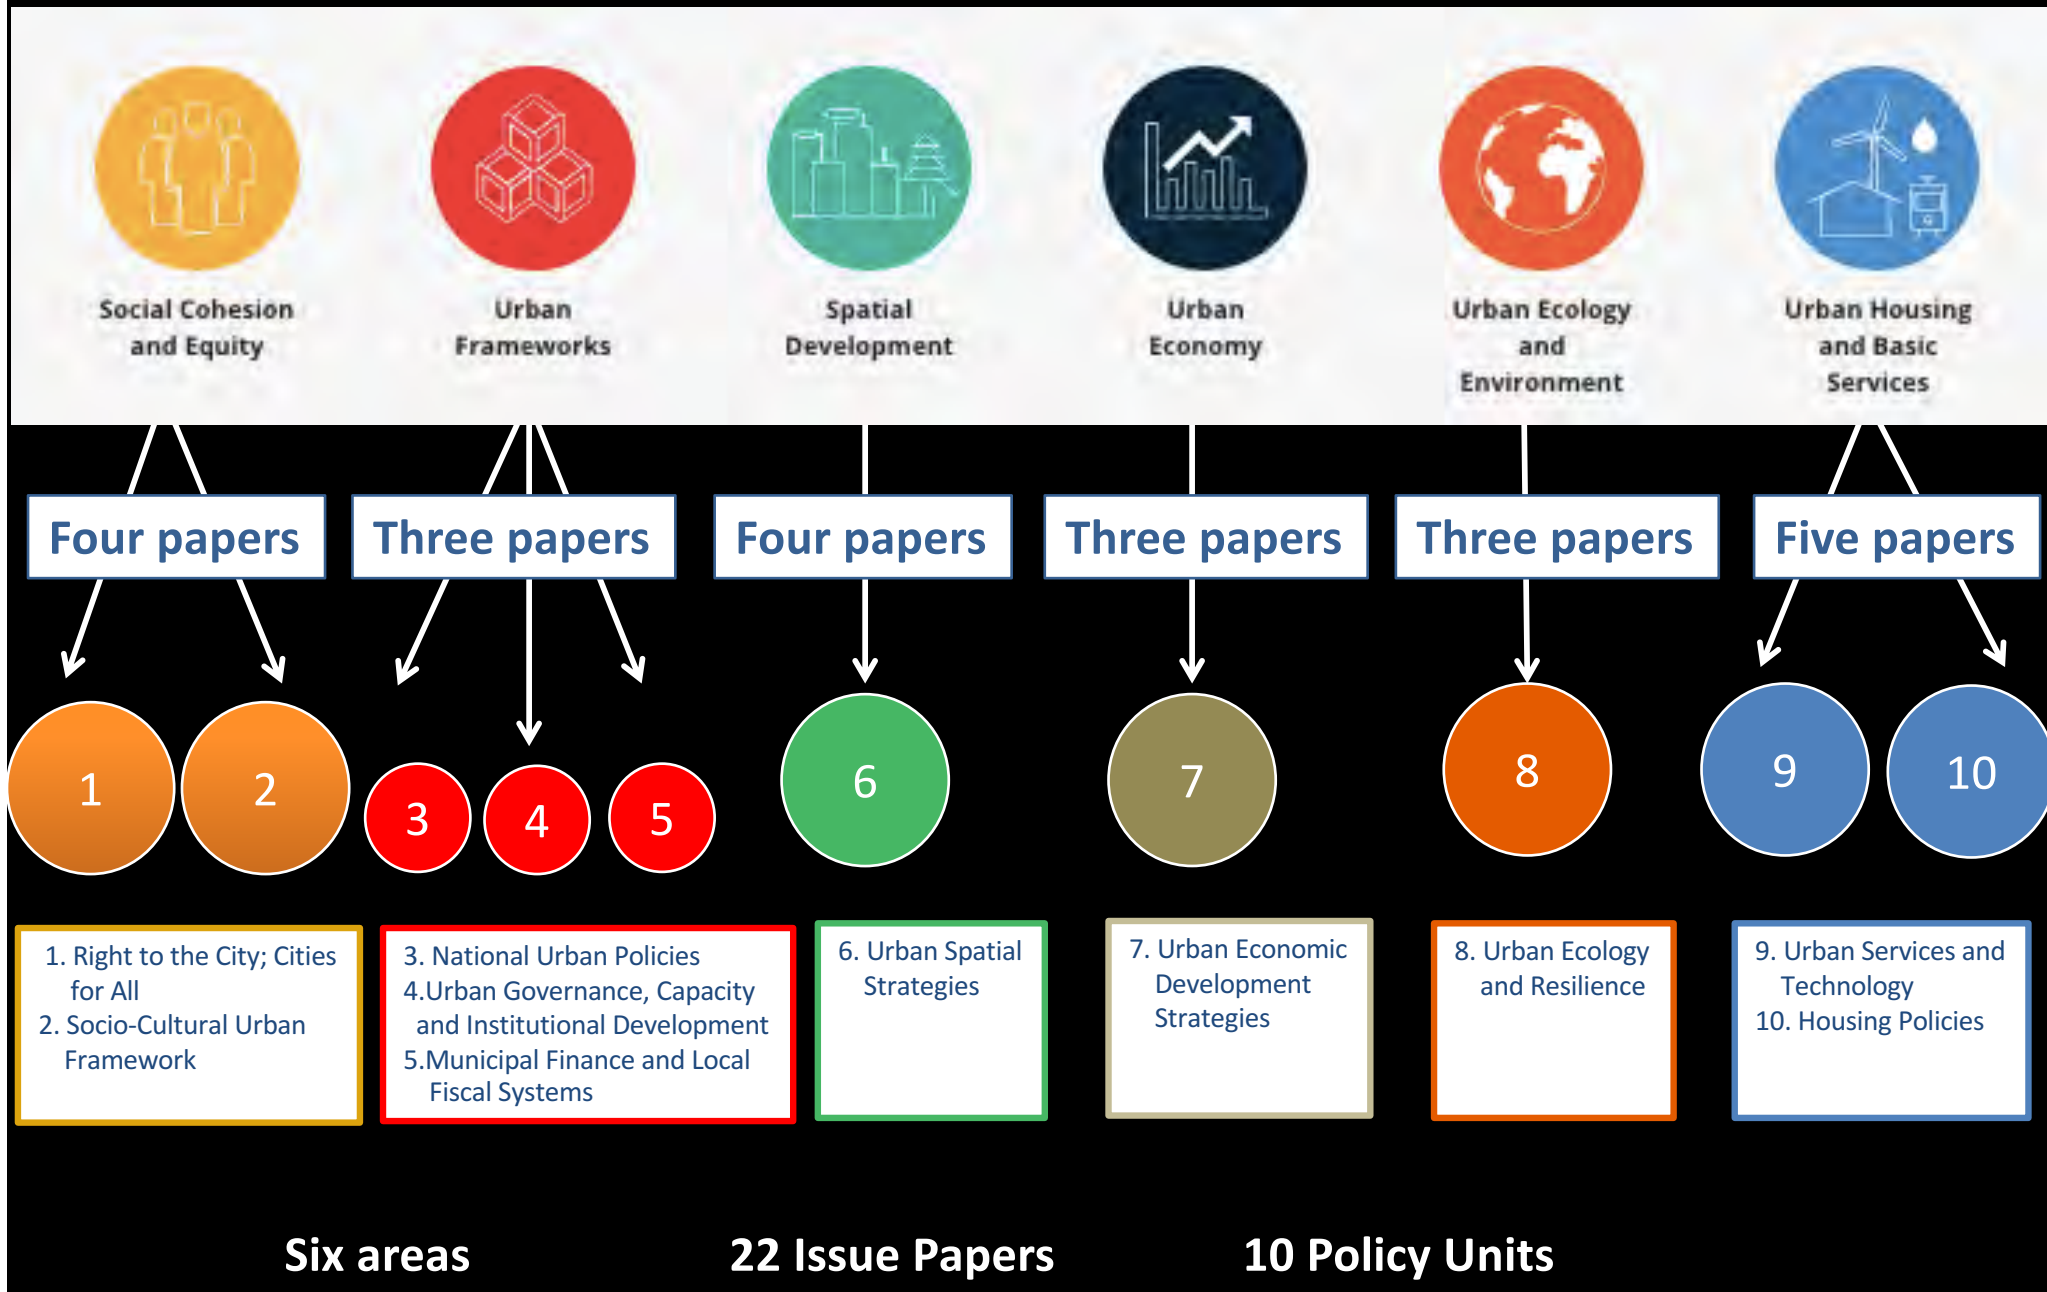 Social Cohesion
and Equity
Urban
Frameworks
Spatial
Development
Urban
Economy
Urban Ecology
and
Environment
Urban Housing
and Basic
Services
Four papers
Three papers
Four papers
Three papers
Three papers
Five papers
1
2
3
4
5
6
7
8
9
10
1. Right to the City; Cities
for All
2. Socio-Cultural Urban
Framework
3. National Urban Policies
4.Urban Governance, Capacity
and Institutional Development
5.Municipal Finance and Local
Fiscal Systems
6. Urban Spatial
Strategies
7. Urban Economic
Development
Strategies
8. Urban Ecology
and Resilience
9. Urban Services and
Technology
10. Housing Policies
Six areas
22 Issue Papers
10 Policy Units